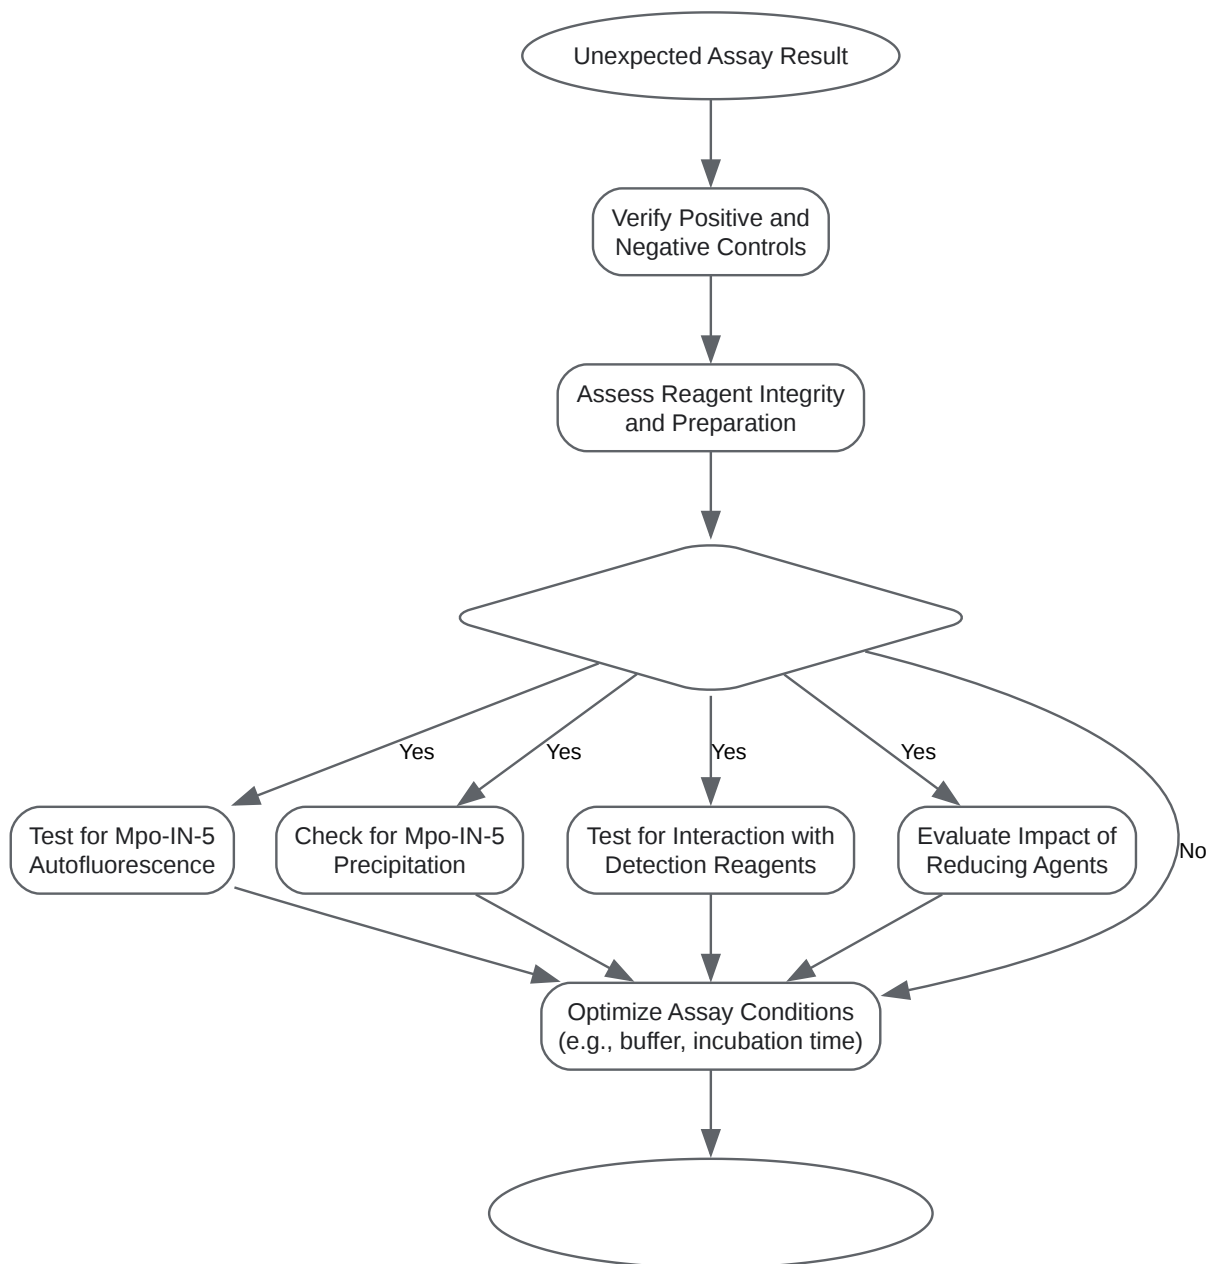 Unexpected Assay Result
Verify Positive and
Negative Controls
Assess Reagent Integrity
and Preparation
Yes
Yes
Yes
Yes
No
Test for Mpo-IN-5
Autofluorescence
Check for Mpo-IN-5
Precipitation
Test for Interaction with
Detection Reagents
Evaluate Impact of
Reducing Agents
Optimize Assay Conditions
(e.g., buffer, incubation time)